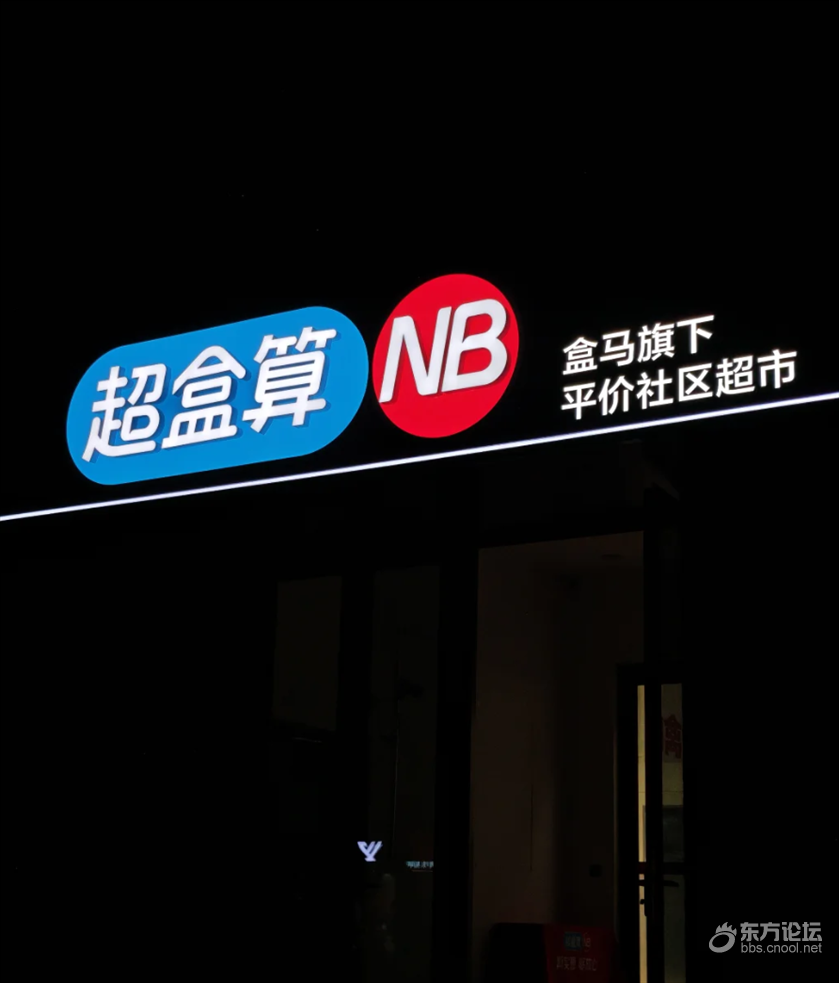 超盒算 NB
盒马旗下
平价社区超市
东方论坛
bbs.cnool.net